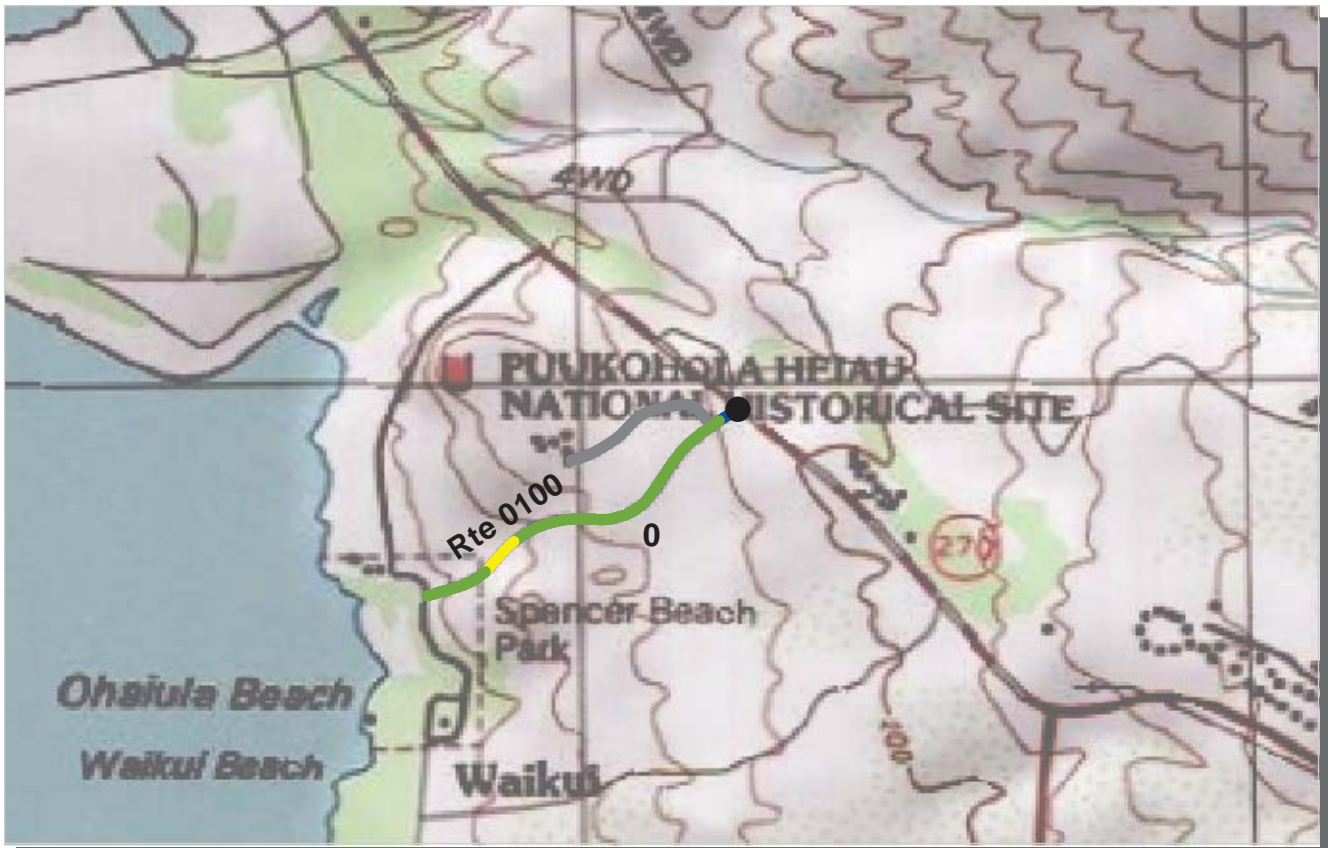 4WD
4WD
PUUKOHOLA HEIAU
NATIONAL HISTORICAL SITE
4
Rte 0100
0
270
Spencer Beach
Park
Ohaiula Beach
200
Waikui Beach
Waikui